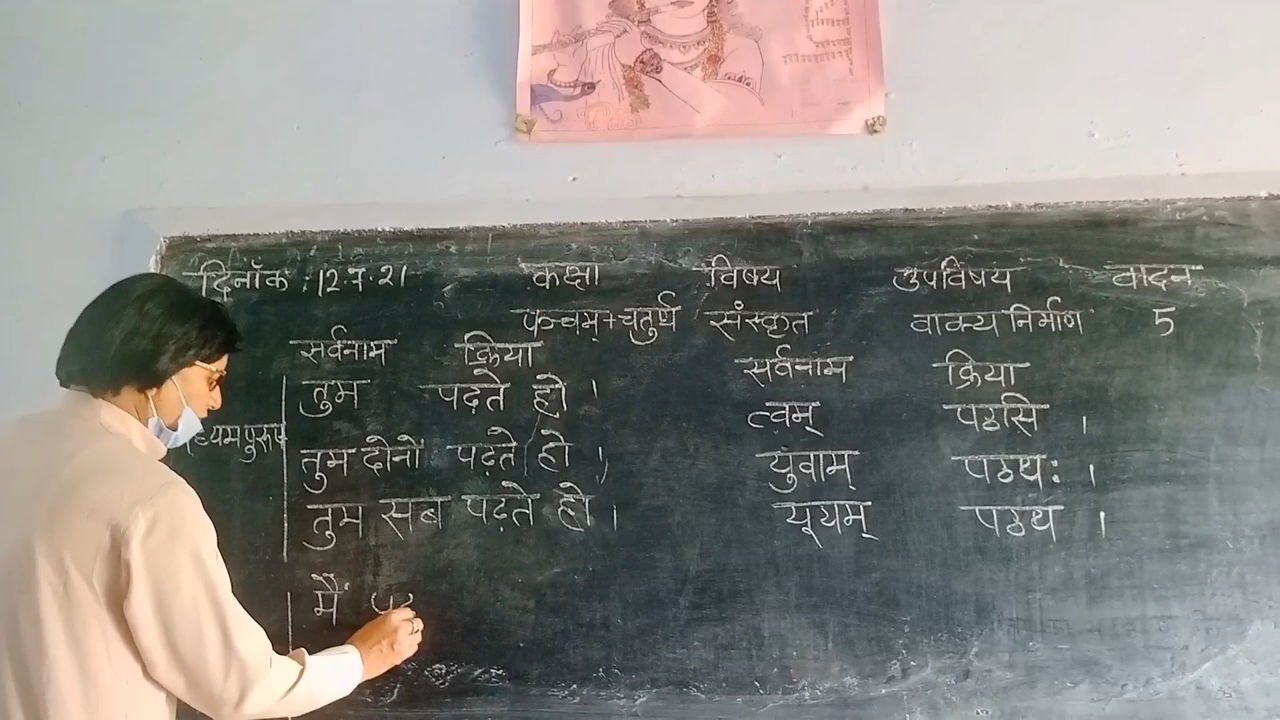 दिनाँक :12.7.21 कक्षा विषय उपविषय वादन
पञ्चम्+चतुर्थ संस्कृत वाक्य निर्माण 5
सर्वनाम क्रिया सर्वनाम क्रिया
तुम पढ़ते हो । त्वम् पठसि ।
ध्यमपुरूष तुम दोनों पढ़ते हो । युवाम् पठथः ।
तुम सब पढ़ते हो । यूयम् पठथ ।
मैं